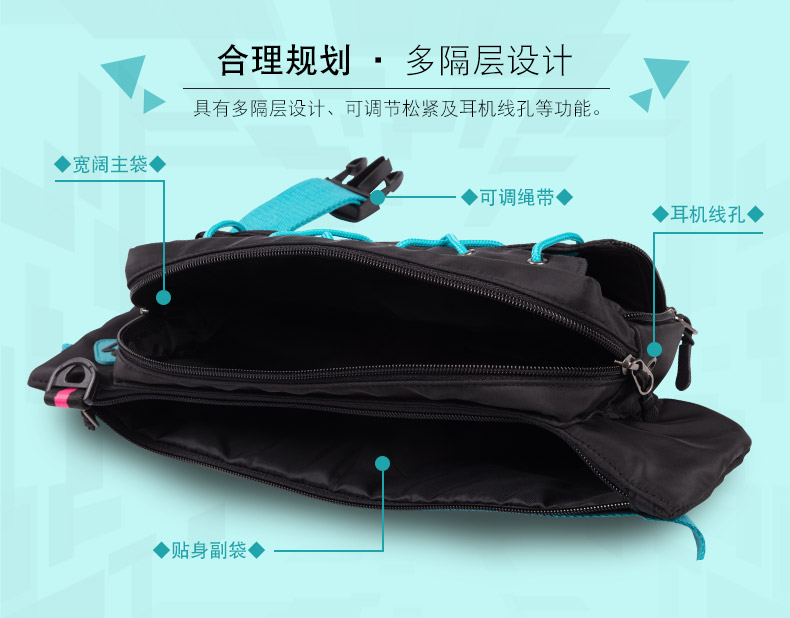 合理规划 · 多隔层设计
具有多隔层设计、可调节松紧及耳机线孔等功能。
◆宽阔主袋◆
◆可调绳带◆
◆耳机线孔◆
◆贴身副袋◆